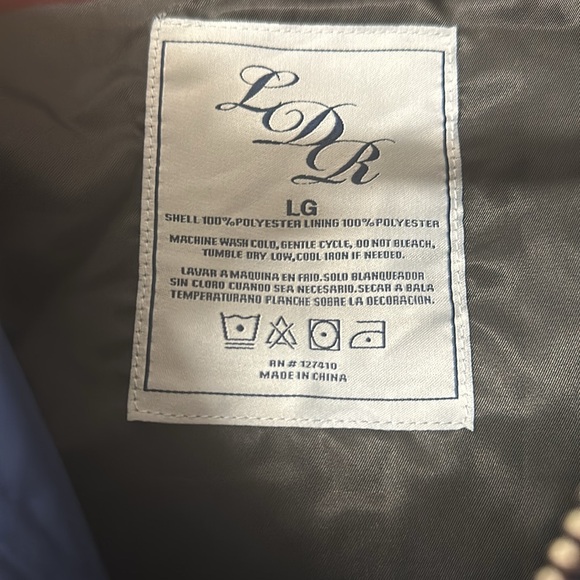 LDR
LG
SHELL 100%POLYESTER LINING 100%POLYESTER
MACHINE WASH COLD, GENTLE CYCLE, DO NOT BLEACH,
TUMBLE DRY LOW, COOL IRON IF NEEDED.
LAVAR A MAQUINA EN FRIO.SOLO BLANQUEADOR
SIN CLORO CUANDO SEA NECESARIO.SECAR A BALA
TEMPERATURANO PLANCHE SOBRE LA DECORACION.
RN # 127410
MADE IN CHINA